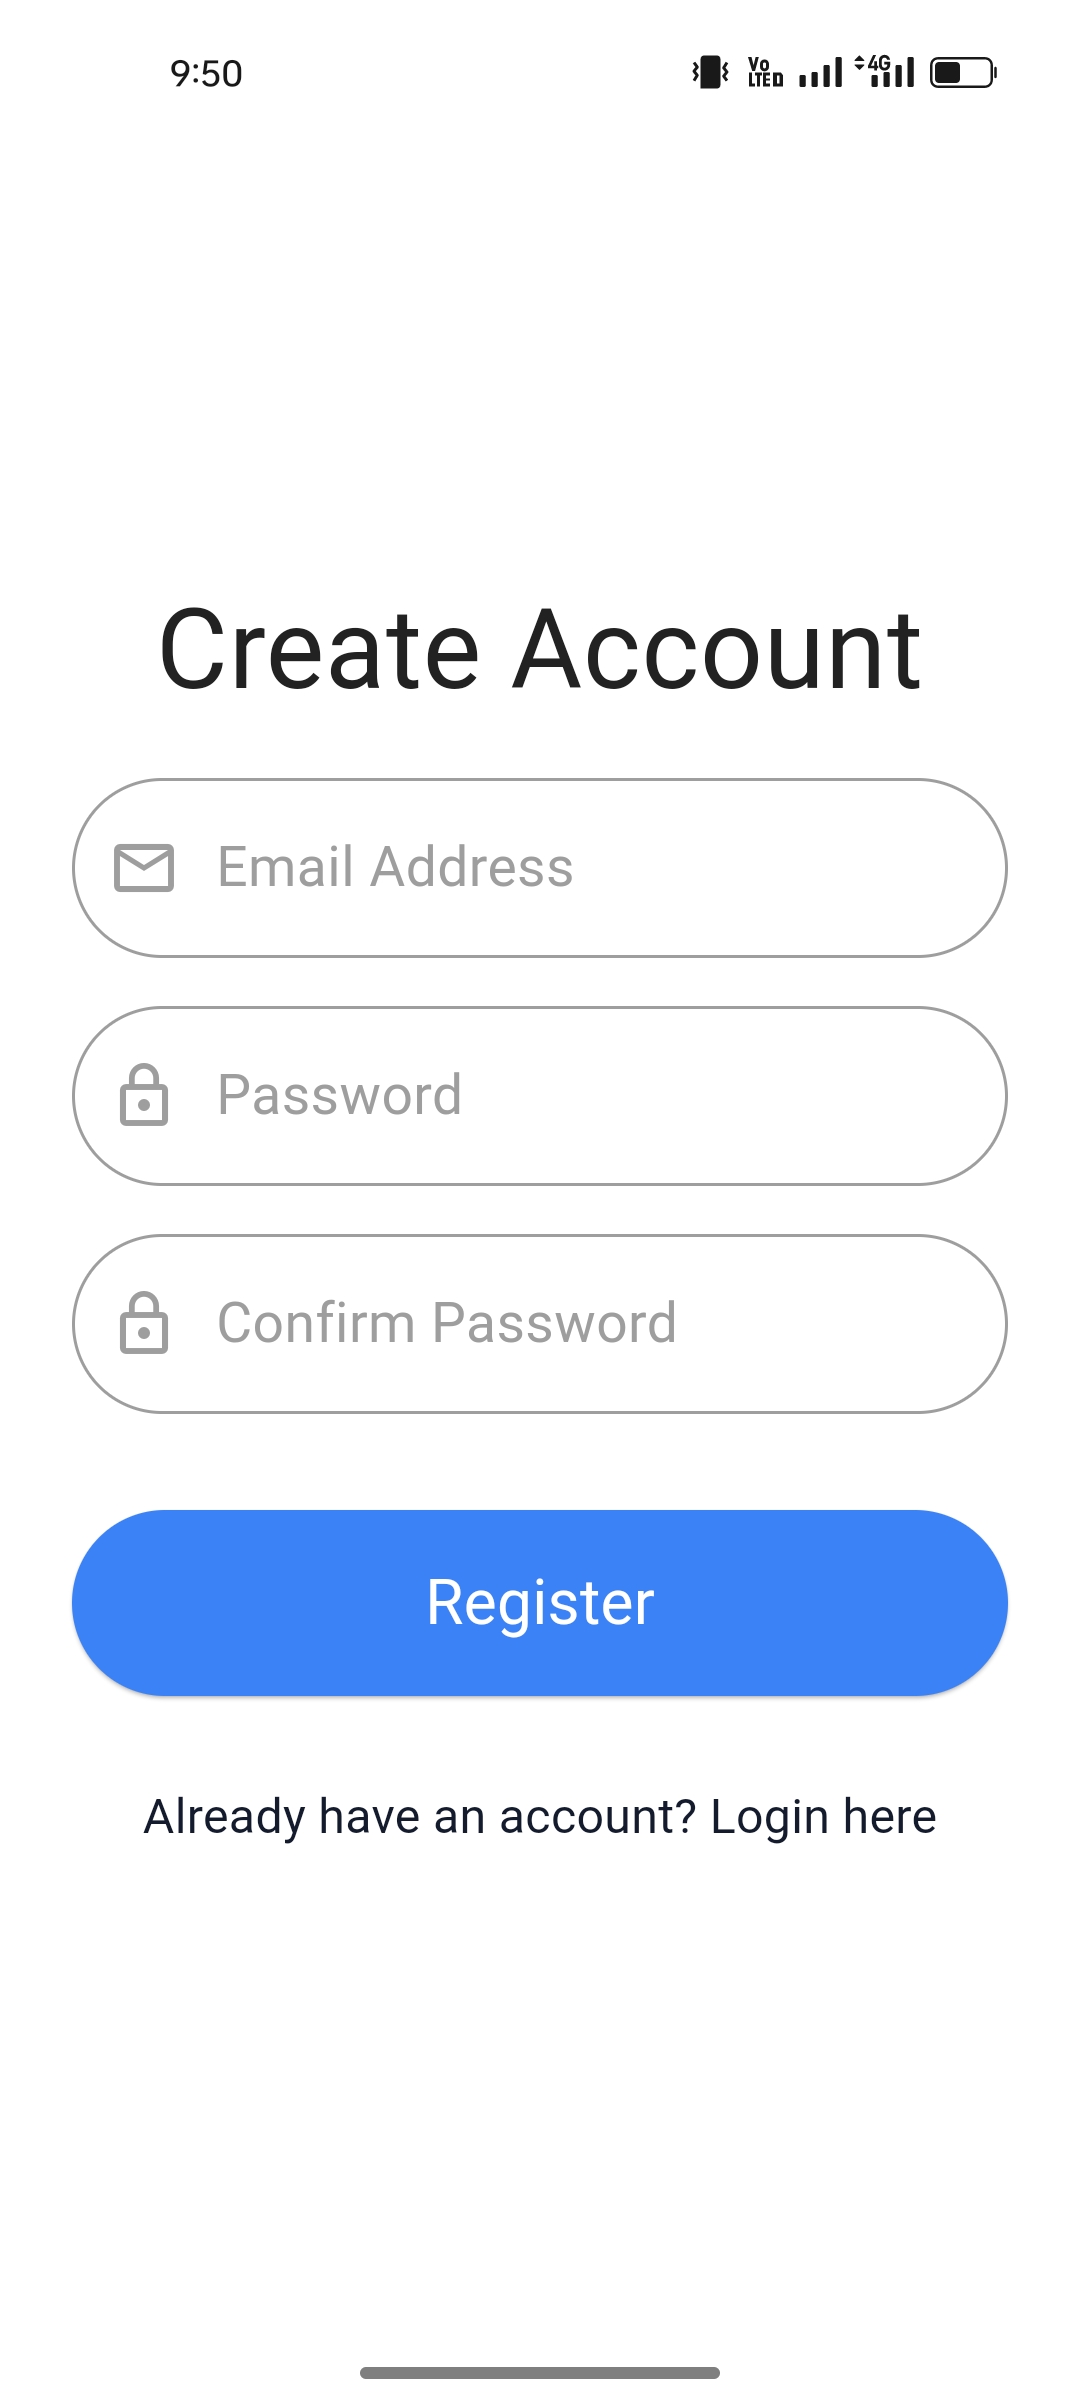 9:50
Vo
LTE D
4G
Create Account
Email Address
Password
Confirm Password
Register
Already have an account? Login here